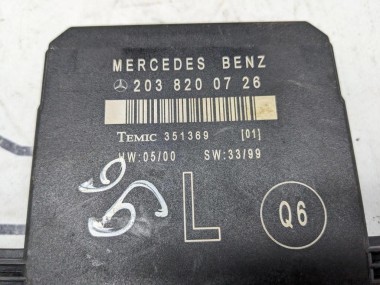 MERCEDES BENZ
203 820 07 26
TEMIC 351369 [01]
HW:05/00 SW:33/99
L
Q6